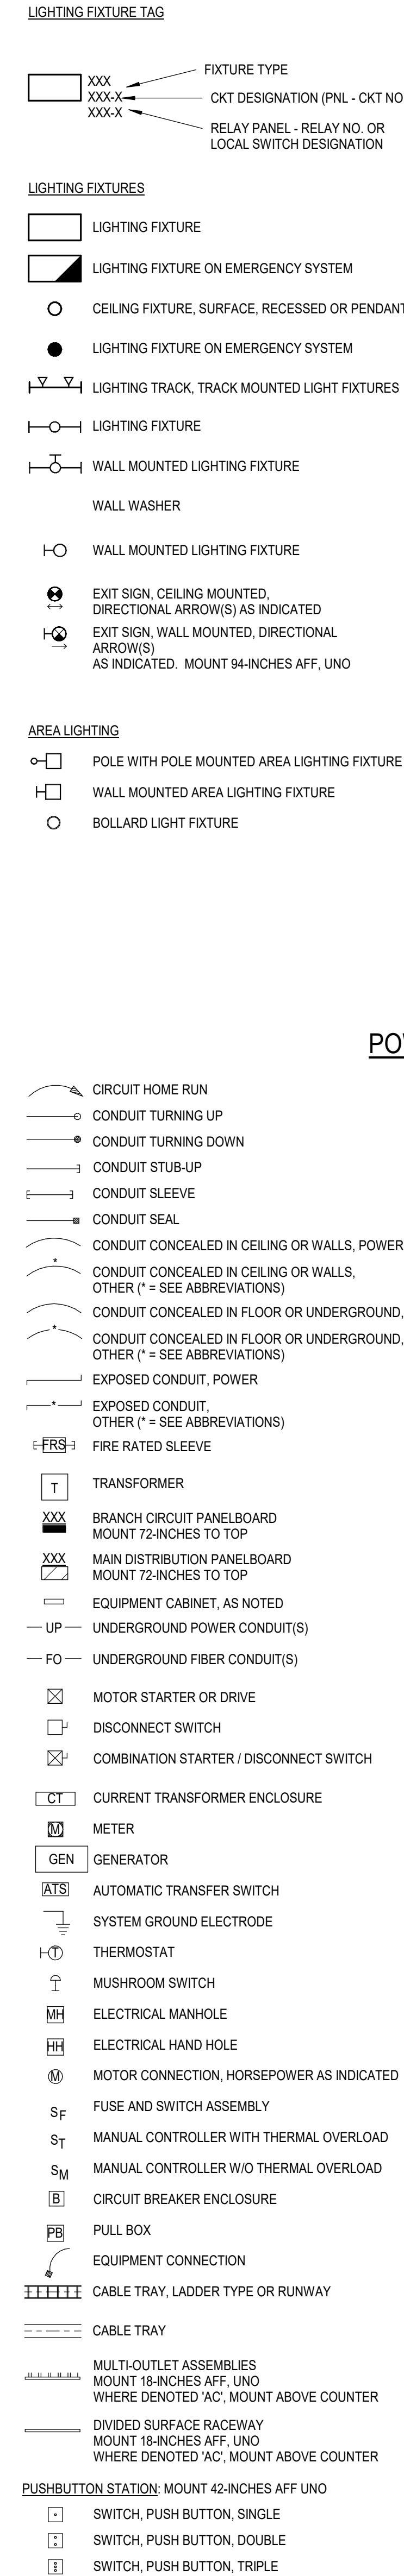 LIGHTING FIXTURE TAG
XXX
XXX-X
XXX-X
FIXTURE TYPE
CKT DESIGNATION (PNL - CKT NO
RELAY PANEL - RELAY NO. OR
LOCAL SWITCH DESIGNATION
LIGHTING FIXTURES
LIGHTING FIXTURE
LIGHTING FIXTURE ON EMERGENCY SYSTEM
CEILING FIXTURE, SURFACE, RECESSED OR PENDANT
LIGHTING FIXTURE ON EMERGENCY SYSTEM
LIGHTING TRACK, TRACK MOUNTED LIGHT FIXTURES
LIGHTING FIXTURE
WALL MOUNTED LIGHTING FIXTURE
WALL WASHER
WALL MOUNTED LIGHTING FIXTURE
EXIT SIGN, CEILING MOUNTED,
DIRECTIONAL ARROW(S) AS INDICATED
EXIT SIGN, WALL MOUNTED, DIRECTIONAL
ARROW(S)
AS INDICATED. MOUNT 94-INCHES AFF, UNO
AREA LIGHTING
POLE WITH POLE MOUNTED AREA LIGHTING FIXTURE
WALL MOUNTED AREA LIGHTING FIXTURE
BOLLARD LIGHT FIXTURE
CIRCUIT HOME RUN
CONDUIT TURNING UP
CONDUIT TURNING DOWN
CONDUIT STUB-UP
CONDUIT SLEEVE
CONDUIT SEAL
CONDUIT CONCEALED IN CEILING OR WALLS, POWER
* CONDUIT CONCEALED IN CEILING OR WALLS,
OTHER (* = SEE ABBREVIATIONS)
CONDUIT CONCEALED IN FLOOR OR UNDERGROUND,
* CONDUIT CONCEALED IN FLOOR OR UNDERGROUND,
OTHER (* = SEE ABBREVIATIONS)
EXPOSED CONDUIT, POWER
* EXPOSED CONDUIT,
OTHER (* = SEE ABBREVIATIONS)
FRS FIRE RATED SLEEVE
T TRANSFORMER
XXX BRANCH CIRCUIT PANELBOARD
MOUNT 72-INCHES TO TOP
XXX MAIN DISTRIBUTION PANELBOARD
MOUNT 72-INCHES TO TOP
EQUIPMENT CABINET, AS NOTED
UP UNDERGROUND POWER CONDUIT(S)
FO UNDERGROUND FIBER CONDUIT(S)
MOTOR STARTER OR DRIVE
DISCONNECT SWITCH
COMBINATION STARTER / DISCONNECT SWITCH
CT CURRENT TRANSFORMER ENCLOSURE
M METER
GEN GENERATOR
ATS AUTOMATIC TRANSFER SWITCH
SYSTEM GROUND ELECTRODE
T THERMOSTAT
MUSHROOM SWITCH
MH ELECTRICAL MANHOLE
HH ELECTRICAL HAND HOLE
M MOTOR CONNECTION, HORSEPOWER AS INDICATED
SF FUSE AND SWITCH ASSEMBLY
ST MANUAL CONTROLLER WITH THERMAL OVERLOAD
SM MANUAL CONTROLLER W/O THERMAL OVERLOAD
B CIRCUIT BREAKER ENCLOSURE
PB PULL BOX
EQUIPMENT CONNECTION
CABLE TRAY, LADDER TYPE OR RUNWAY
CABLE TRAY
MULTI-OUTLET ASSEMBLIES
MOUNT 18-INCHES AFF, UNO
WHERE DENOTED 'AC', MOUNT ABOVE COUNTER
DIVIDED SURFACE RACEWAY
MOUNT 18-INCHES AFF, UNO
WHERE DENOTED 'AC', MOUNT ABOVE COUNTER
PUSHBUTTON STATION: MOUNT 42-INCHES AFF UNO
SWITCH, PUSH BUTTON, SINGLE
SWITCH, PUSH BUTTON, DOUBLE
SWITCH, PUSH BUTTON, TRIPLE